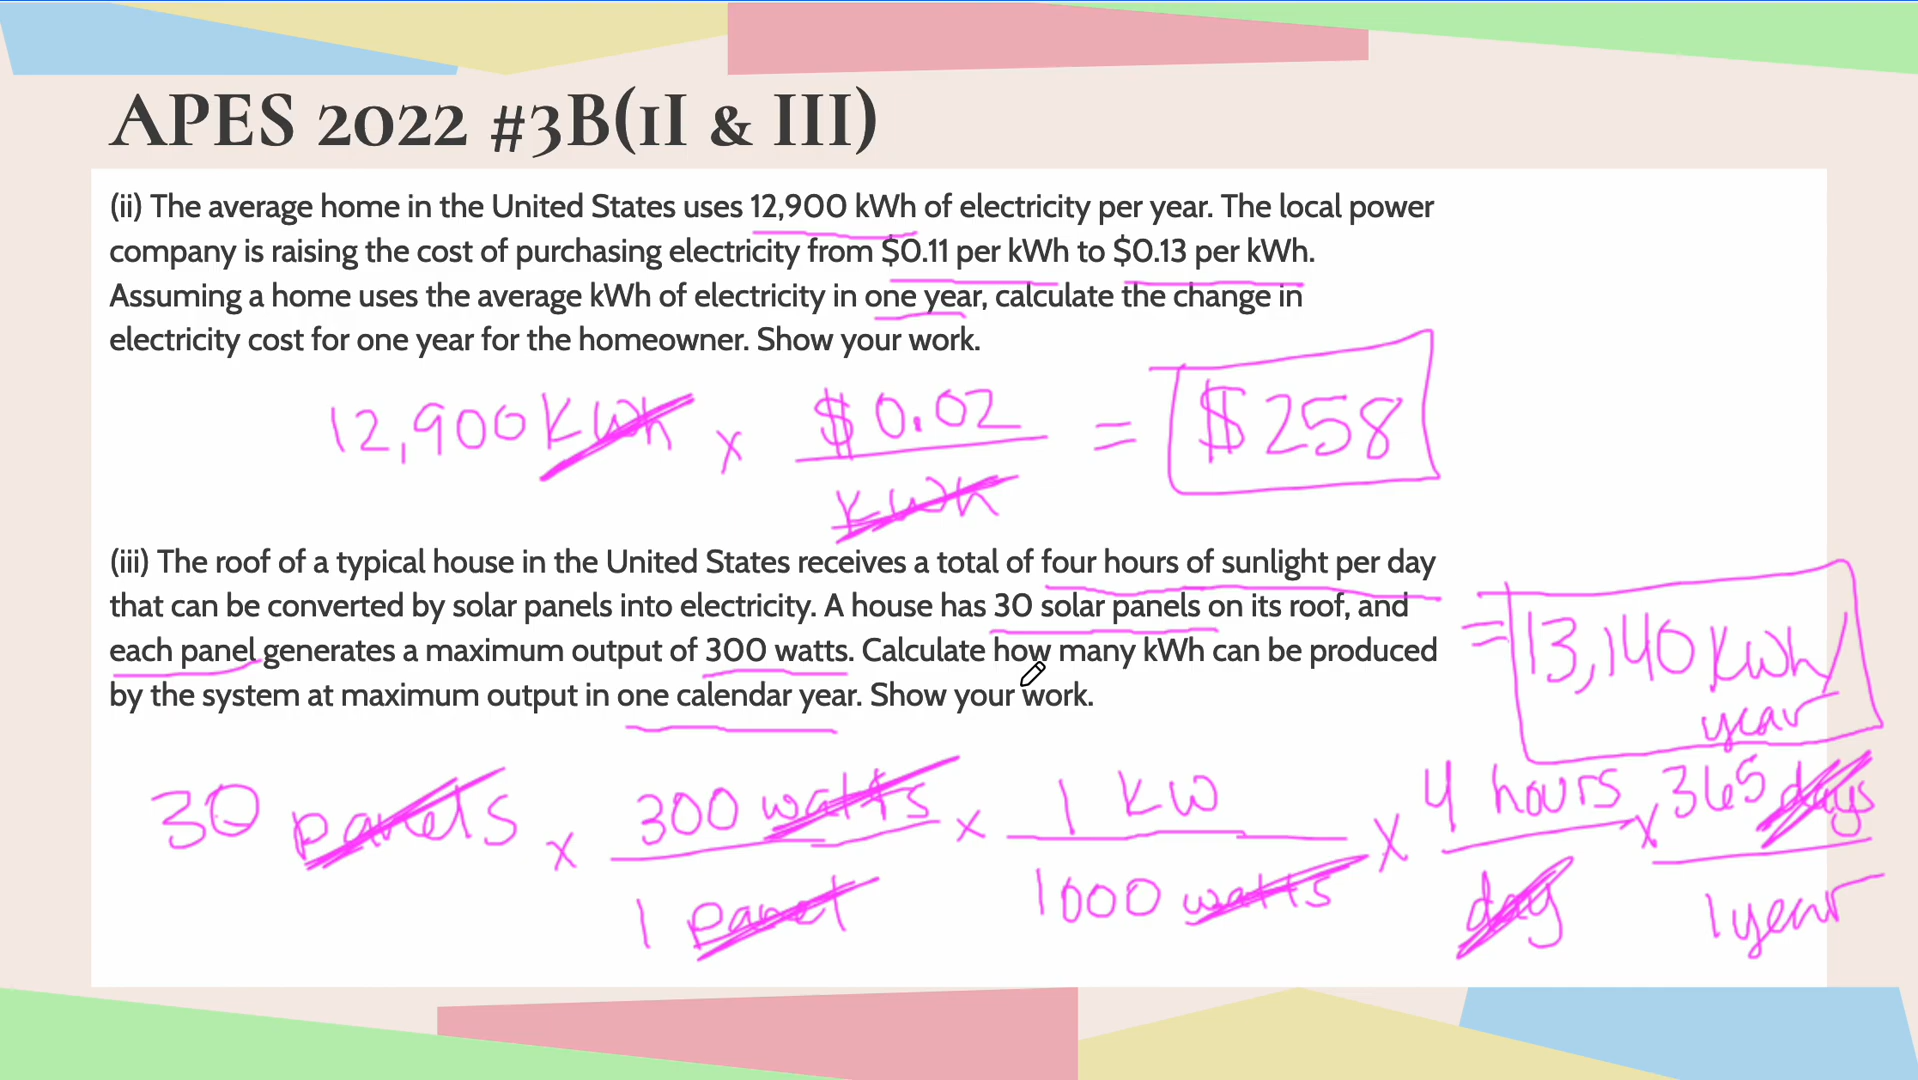 APES 2022 #3B(iI & III)
(ii) The average home in the United States uses 12,900 kWh of electricity per year. The local power
company is raising the cost of purchasing electricity from $0.11 per kWh to $0.13 per kWh.
Assuming a home uses the average kWh of electricity in one year, calculate the change in
electricity cost for one year for the homeowner. Show your work.
12,900 kWh x $0.02 = $258
kWh
(iii) The roof of a typical house in the United States receives a total of four hours of sunlight per day
that can be converted by solar panels into electricity. A house has 30 solar panels on its roof, and
each panel generates a maximum output of 300 watts. Calculate how many kWh can be produced
by the system at maximum output in one calendar year. Show your work.
= 13,140 kWh/
year
30 panels x 300 watts x 1 kW x 4 hours x 365 days
1 panel 1000 watts day 1 year